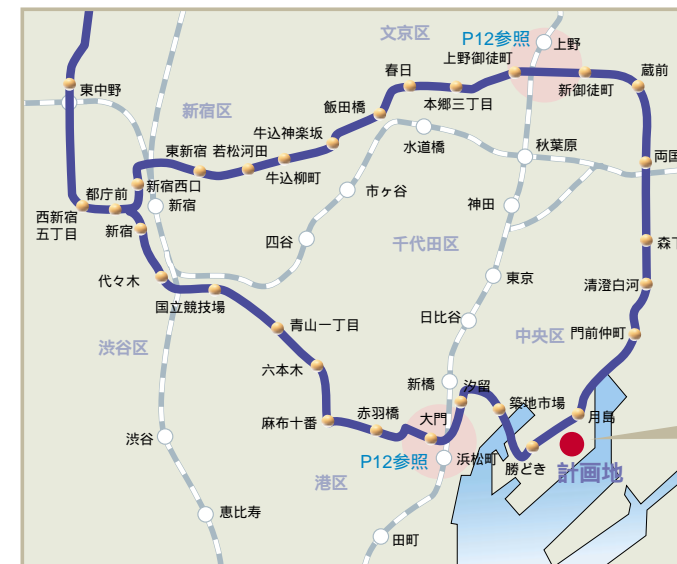 文京区
P12参照
上野
上野御徒町
春日
蔵前
東中野
新御徒町
本郷三丁目
飯田橋
新宿区
牛込神楽坂
水道橋
秋葉原
東新宿
若松河田
両国
牛込柳町
都庁前
新宿西口
市ヶ谷
新宿
神田
西新宿
五丁目
新宿
四谷
千代田区
森下
代々木
東京
清澄白河
国立競技場
日比谷
青山一丁目
中央区
門前仲町
渋谷区
六本木
新橋
汐留
赤羽橋
大門
築地市場
月島
麻布十番
渋谷
P12参照
浜松町
勝どき
計画地
港区
恵比寿
田町